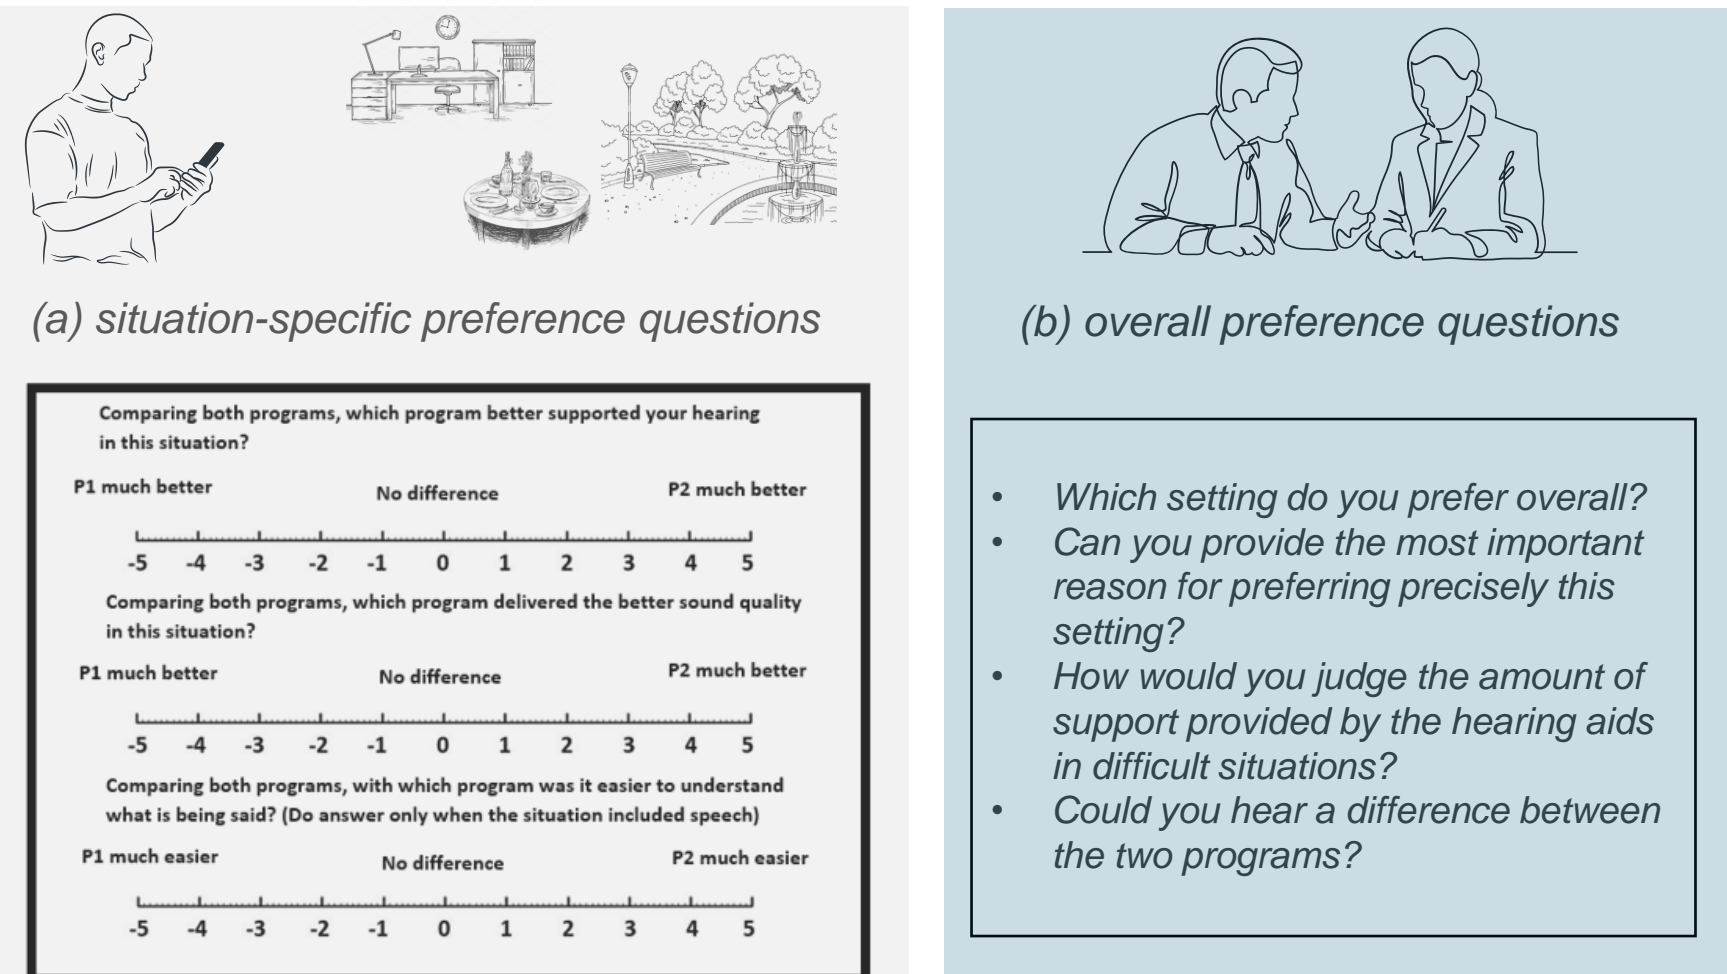 (a) situation-specific preference questions
Comparing both programs, which program better supported your hearing
in this situation?
P1 much better No difference P2 much better
-5 -4 -3 -2 -1 0 1 2 3 4 5
Comparing both programs, which program delivered the better sound quality
in this situation?
P1 much better No difference P2 much better
-5 -4 -3 -2 -1 0 1 2 3 4 5
Comparing both programs, with which program was it easier to understand
what is being said? (Do answer only when the situation included speech)
P1 much easier No difference P2 much easier
-5 -4 -3 -2 -1 0 1 2 3 4 5
(b) overall preference questions
• Which setting do you prefer overall?
• Can you provide the most important
reason for preferring precisely this
setting?
• How would you judge the amount of
support provided by the hearing aids
in difficult situations?
• Could you hear a difference between
the two programs?